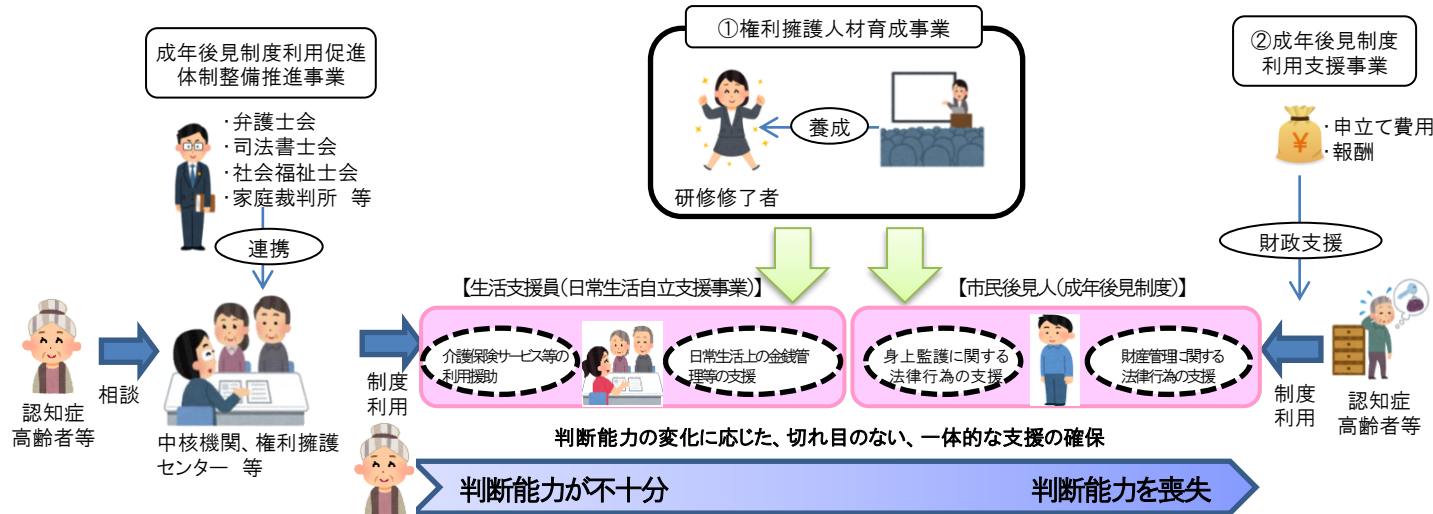 成年後見制度利用促進
体制整備推進事業
・弁護士会
・司法書士会
・社会福祉士会
・家庭裁判所 等
連携
①権利擁護人材育成事業
養成
研修修了者
②成年後見制度
利用支援事業
¥
・申立て費用
・報酬
財政支援
【生活支援員(日常生活自立支援事業)】
【市民後見人(成年後見制度)】
介護保険サービス等の
利用援助
日常生活上の金銭管
理等の支援
身上監護に関する
法律行為の支援
財産管理に関する
法律行為の支援
相談
認知症
高齢者等
中核機関、権利擁護
センター 等
制度
利用
制度
利用
認知症
高齢者等
判断能力の変化に応じた、切れ目のない、一体的な支援の確保
判断能力が不十分
判断能力を喪失